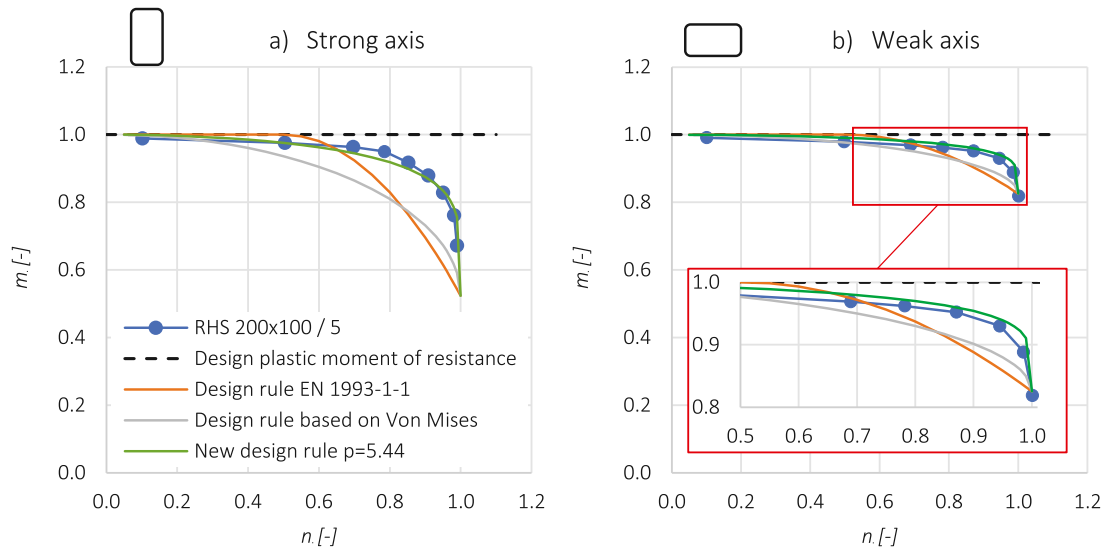 a) Strong axis
1.2
1.0
0.8
0.6
0.4
0.2
0.0
m. [-]
RHS 200x100 / 5
Design plastic moment of resistance
Design rule EN 1993-1-1
Design rule based on Von Mises
New design rule p=5.44
0.0 0.2 0.4 0.6 0.8 1.0 1.2
n. [-]
b) Weak axis
1.2
1.0
0.8
0.6
0.4
0.2
0.0
m. [-]
1.0
0.9
0.8
0.5 0.6 0.7 0.8 0.9 1.0
0.0 0.2 0.4 0.6 0.8 1.0 1.2
n. [-]